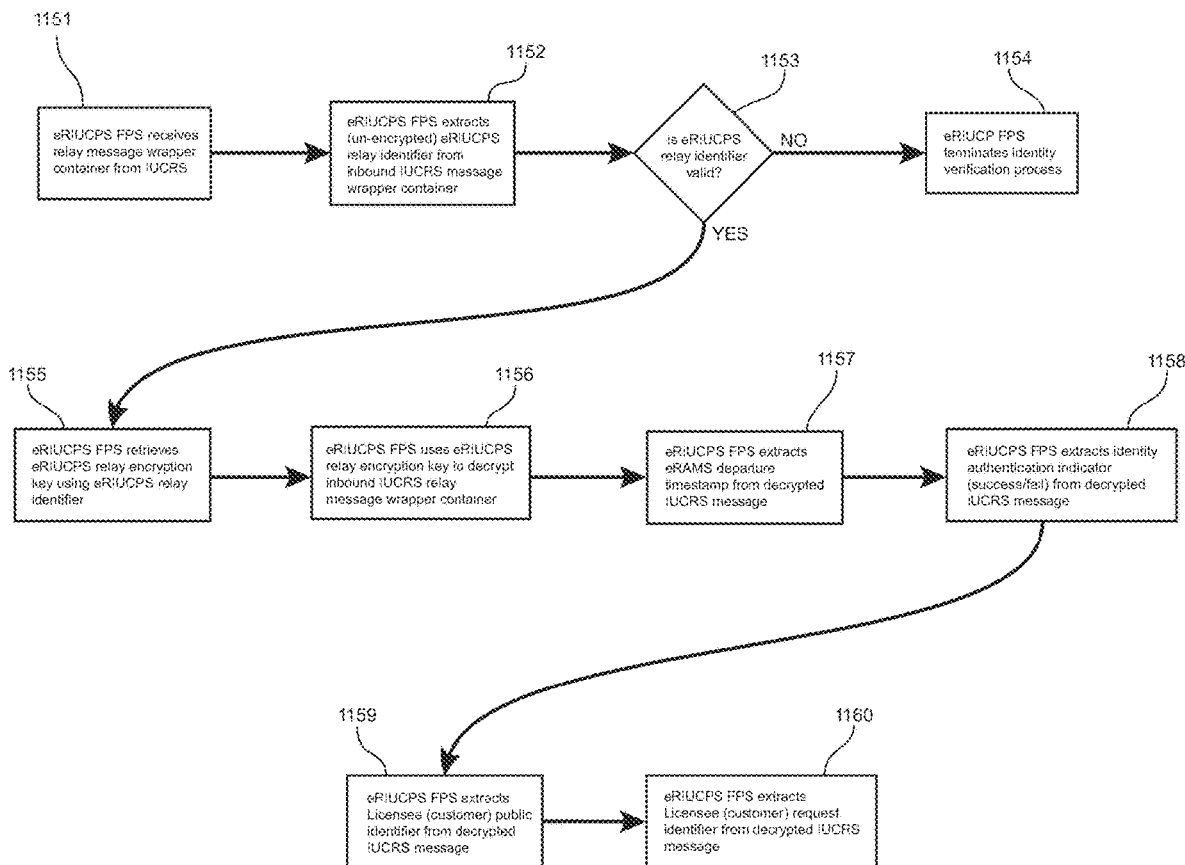 1151
eRIUCPS FPS receives
relay message wrapper
container from IUCRS
1152
eRIUCPS FPS extracts
(un-encrypted) eRIUCPS
relay identifier from
inbound IUCRS message
wrapper container
1153
Is eRIUCPS
relay identifier
valid?
NO
YES
1154
eRIUCP FPS
terminates identity
verification process
1155
eRIUCPS FPS retrieves
eRIUCPS relay encryption
key using eRIUCPS relay
identifier
1156
eRIUCPS FPS uses eRIUCPS
relay encryption key to decrypt
inbound IUCRS relay
message wrapper container
1157
eRIUCPS FPS extracts
eRAMS departure
timestamp from decrypted
IUCRS message
1158
eRIUCPS FPS extracts identity
authentication indicator
(success/fail) from decrypted
IUCRS message
1159
eRIUCPS FPS extracts
Licensee (customer) public
identifier from decrypted
IUCRS message
1160
eRIUCPS FPS extracts
Licensee (customer) request
identifier from decrypted IUCRS
message